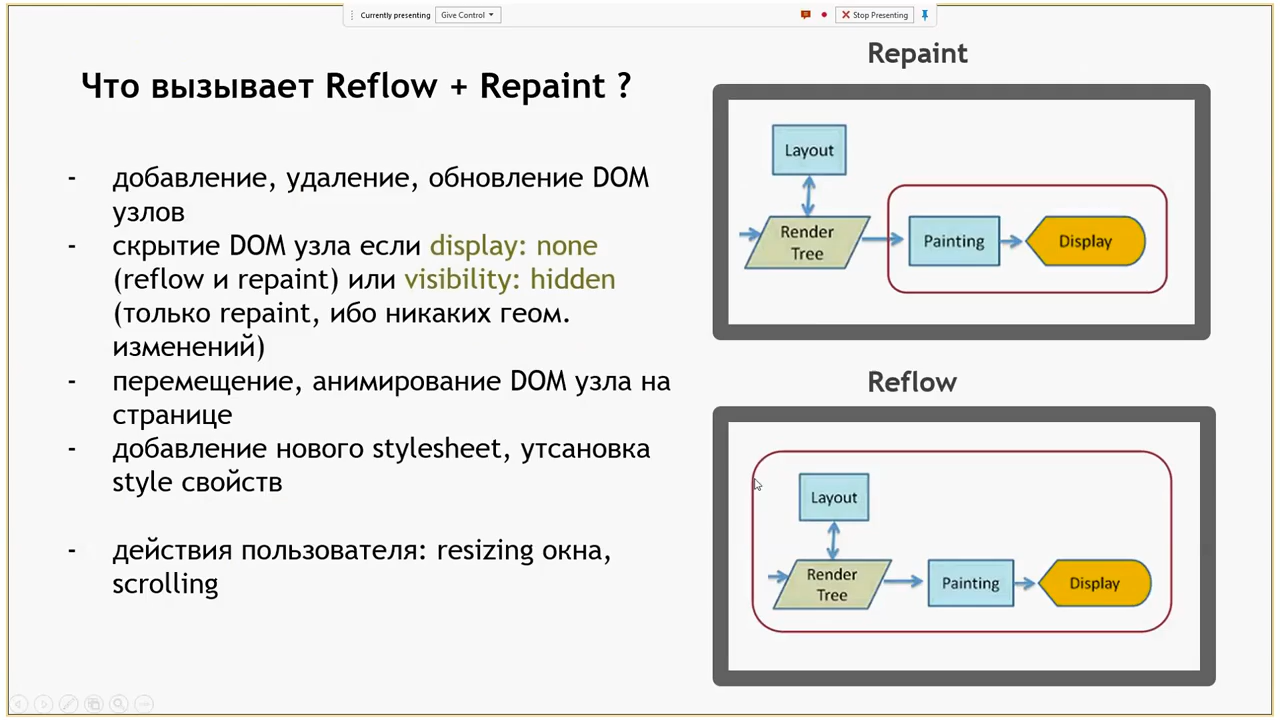 Currently presenting
Give Control
Stop Presenting
Что вызывает Reflow + Repaint ?
- добавление, удаление, обновление DOM
узлов
- скрытие DOM узла если display: none
(reflow и repaint) или visibility: hidden
(только repaint, ибо никаких геом.
изменений)
- перемещение, анимирование DOM узла на
странице
- добавление нового stylesheet, утсановка
style свойств
- действия пользователя: resizing окна,
scrolling
Repaint
Layout
Render
Tree
Painting
Display
Reflow
Layout
Render
Tree
Painting
Display